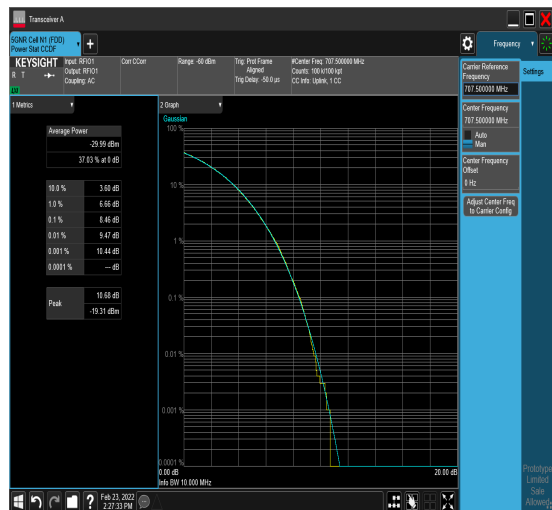 Transceiver A
5GNR Cell N1 (FDD)
Power Stat CCDF
Frequency
KEYSIGHT
R T
LXI
Input: RFIO1
Output: RFIO1
Coupling: AC
Corr CCorr
Range: -60 dBm
Trig: Prot Frame
Aligned
Trig Delay: -50.0 µs
#Center Freq: 707.500000 MHz
Counts: 100 k/100 kpt
CC Info: Uplink, 1 CC
1 Metrics
Average Power
-29.99 dBm
37.03 % at 0 dB
10.0 % 3.60 dB
1.0 % 6.66 dB
0.1 % 8.46 dB
0.01 % 9.47 dB
0.001 % 10.44 dB
0.0001 % --- dB
Peak
10.68 dB
-19.31 dBm
2 Graph
Gaussian
100 %
10 %
1 %
0.1 %
0.01 %
0.001 %
0.0001 %
0.00 dB 20.00 dB
Info BW 10.000 MHz
Carrier Reference
Frequency
707.500000 MHz
Settings
Center Frequency
707.500000 MHz
Auto
Man
Center Frequency
Offset
0 Hz
Adjust Center Freq
to Carrier Config
Prototype
Limited
Sale
Allowed
?
Feb 23, 2022
2:27:33 PM